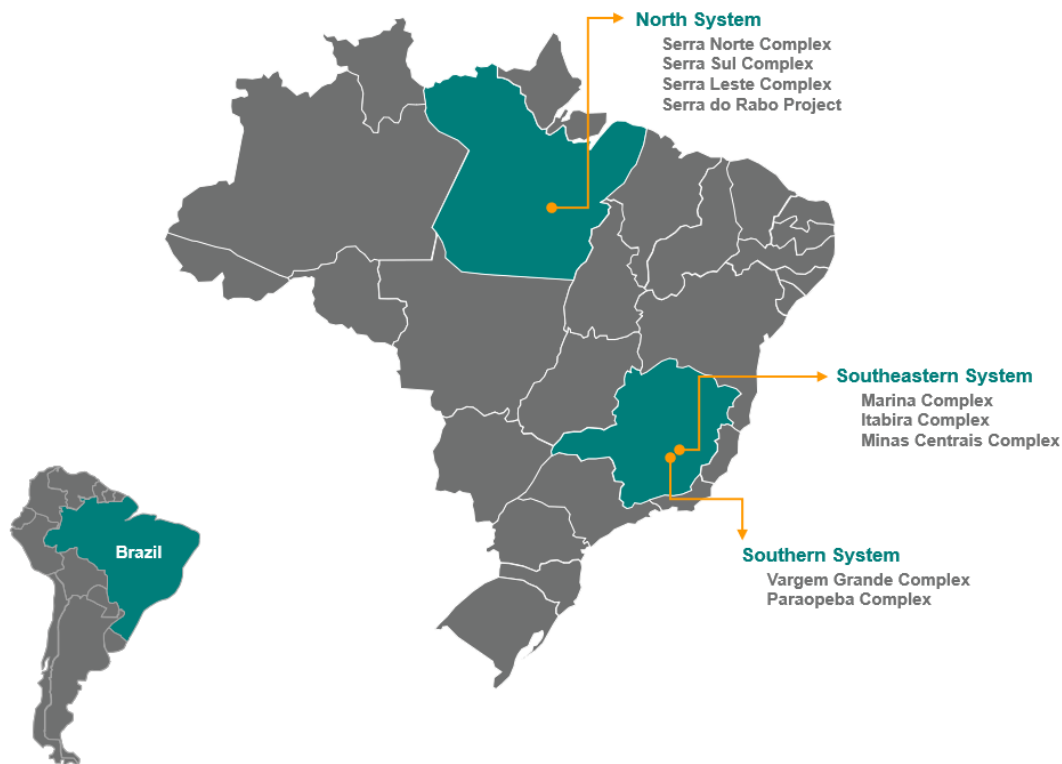 North System
Serra Norte Complex
Serra Sul Complex
Serra Leste Complex
Serra do Rabo Project
Southeastern System
Marina Complex
Itabira Complex
Minas Centrais Complex
Brazil
Southern System
Vargem Grande Complex
Paraopeba Complex